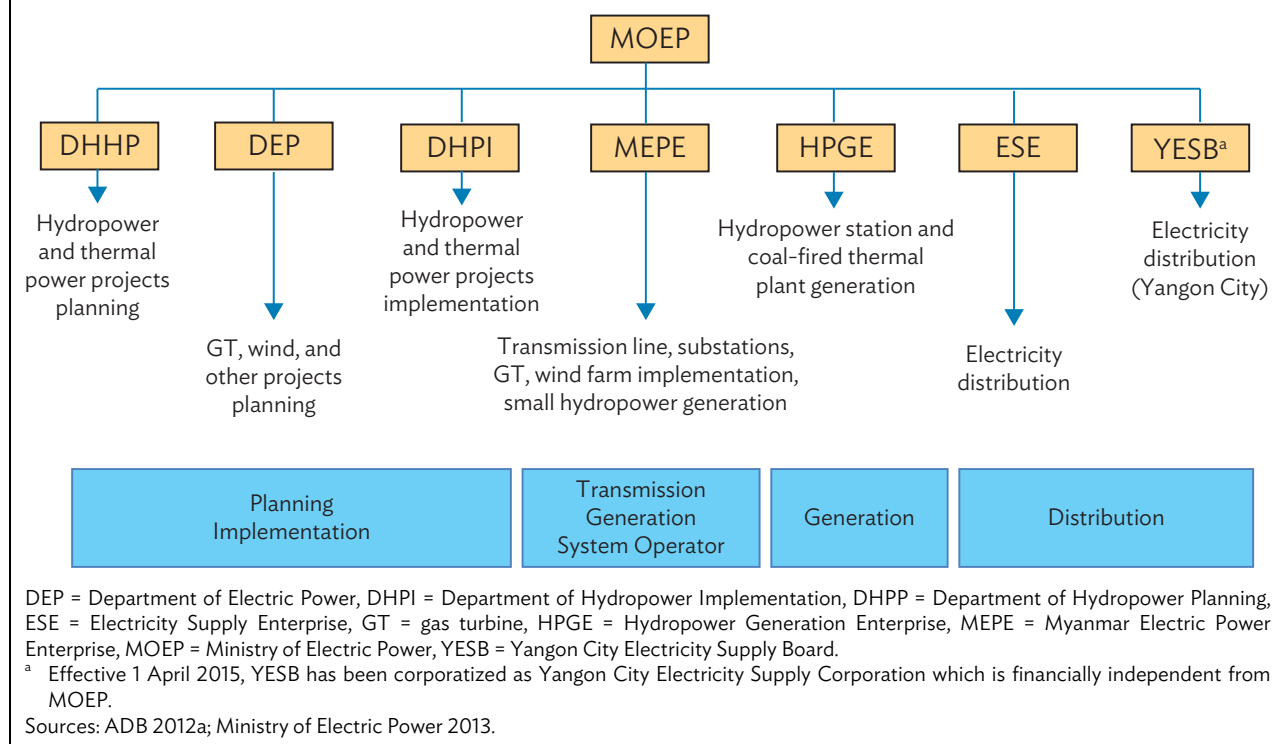 MOEP
DHHP
DEP
DHPI
MEPE
HPGE
ESE
YESBᵃ
Hydropower
and thermal
power projects
planning
GT, wind, and
other projects
planning
Hydropower
and thermal
power projects
implementation
Transmission line, substations,
GT, wind farm implementation,
small hydropower generation
Hydropower station and
coal-fired thermal
plant generation
Electricity
distribution
Electricity
distribution
(Yangon City)
Planning
Implementation
Transmission
Generation
System Operator
Generation
Distribution
DEP = Department of Electric Power, DHPI = Department of Hydropower Implementation, DHPP = Department of Hydropower Planning,
ESE = Electricity Supply Enterprise, GT = gas turbine, HPGE = Hydropower Generation Enterprise, MEPE = Myanmar Electric Power
Enterprise, MOEP = Ministry of Electric Power, YESB = Yangon City Electricity Supply Board.
ᵃ Effective 1 April 2015, YESB has been corporatized as Yangon City Electricity Supply Corporation which is financially independent from
MOEP.
Sources: ADB 2012a; Ministry of Electric Power 2013.